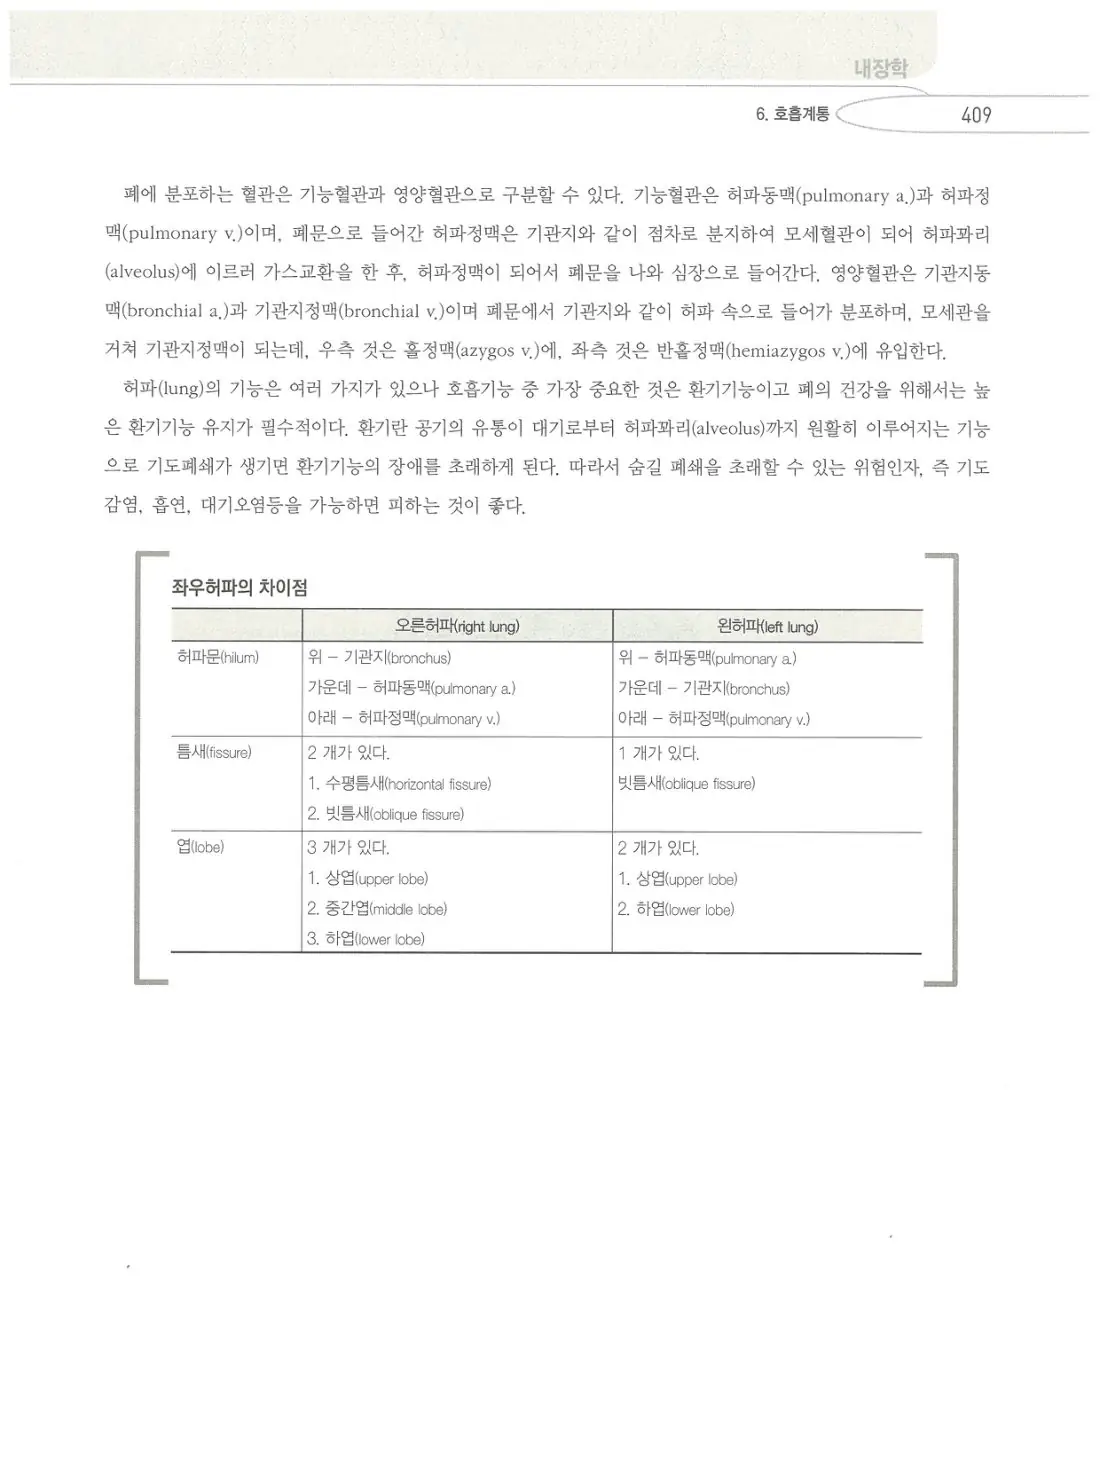 내장학
6. 호흡계통
409
폐에 분포하는 혈관은 기능혈관과 영양혈관으로 구분할 수 있다. 기능혈관은 허파동맥(pulmonary a.)과 허파정
맥(pulmonary v.)이며, 폐문으로 들어간 허파정맥은 기관지와 같이 점차로 분지하여 모세혈관이 되어 허파꽈리
(alveolus)에 이르러 가스교환을 한 후, 허파정맥이 되어서 폐문을 나와 심장으로 들어간다. 영양혈관은 기관지동
맥(bronchial a.)과 기관지정맥(bronchial v.)이며 폐문에서 기관지와 같이 허파 속으로 들어가 분포하며, 모세관을
거쳐 기관지정맥이 되는데, 우측 것은 홀정맥(azygos v.)에, 좌측 것은 반홀정맥(hemiazygos v.)에 유입한다.
허파(lung)의 기능은 여러 가지가 있으나 호흡기능 중 가장 중요한 것은 환기기능이고 폐의 건강을 위해서는 높
은 환기기능 유지가 필수적이다. 환기란 공기의 유통이 대기로부터 허파꽈리(alveolus)까지 원활히 이루어지는 기능
으로 기도폐쇄가 생기면 환기기능의 장애를 초래하게 된다. 따라서 숨길 폐쇄을 초래할 수 있는 위험인자, 즉 기도
감염, 흡연, 대기오염등을 가능하면 피하는 것이 좋다.
좌우허파의 차이점
오른허파(right lung) 왼허파(left lung)
허파문(hilum) 위 - 기관지(bronchus) 위 - 허파동맥(pulmonary a.)
가운데 - 허파동맥(pulmonary a.) 가운데 - 기관지(bronchus)
아래 - 허파정맥(pulmonary v.) 아래 - 허파정맥(pulmonary v.)
틈새(fissure) 2 개가 있다. 1 개가 있다.
1. 수평틈새(horizontal fissure) 빗틈새(oblique fissure)
2. 빗틈새(oblique fissure)
엽(lobe) 3 개가 있다. 2 개가 있다.
1. 상엽(upper lobe) 1. 상엽(upper lobe)
2. 중간엽(middle lobe) 2. 하엽(lower lobe)
3. 하엽(lower lobe)